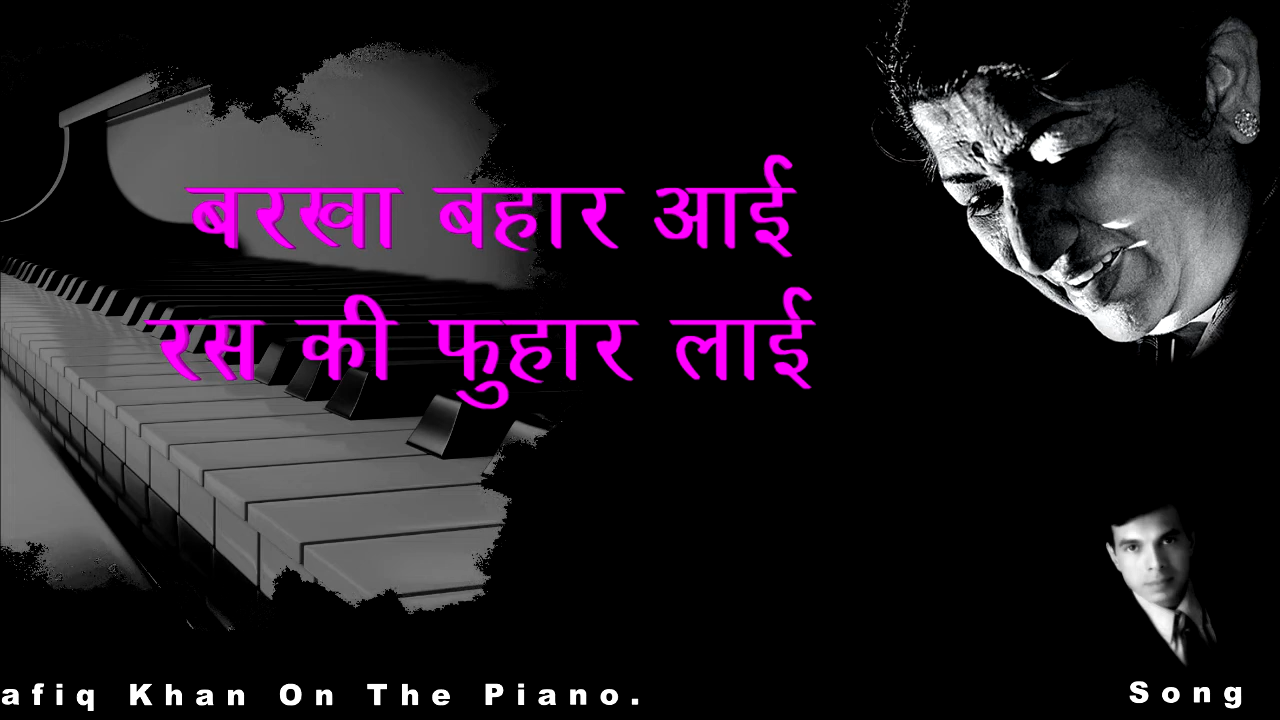 बरखा बहार आई
रस की फुहार लाई
afiq Khan On The Piano.
Song